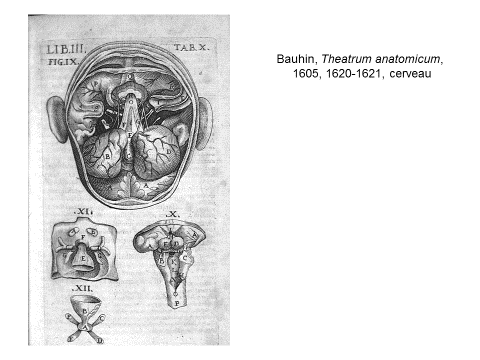 LIB.III.
TAB.X.
FIG.IX.
Bauhin, Theatrum anatomicum,
1605, 1620-1621, cerveau
.XI.
.X.
.XII.